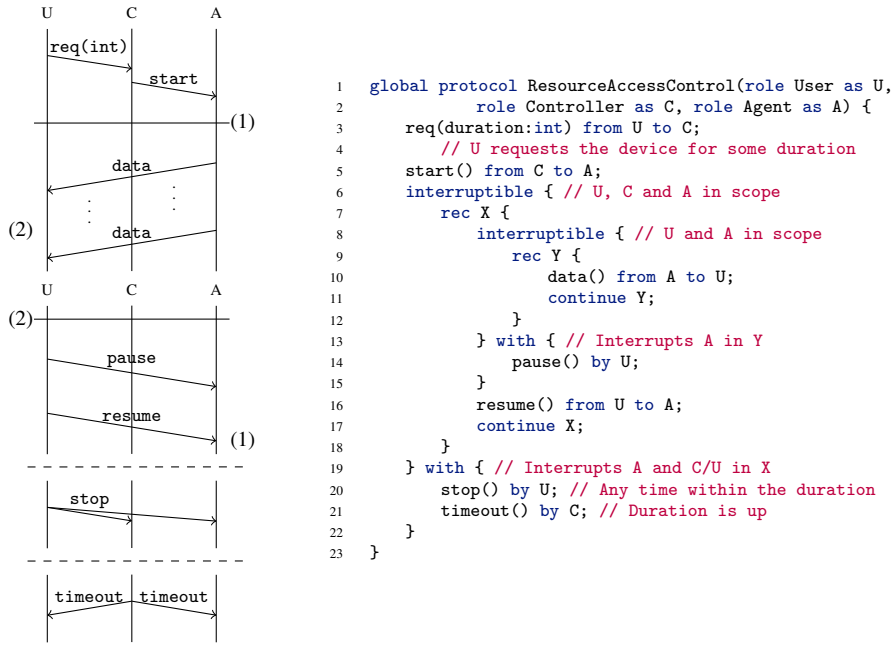 U C A
req(int)
start
(1)
data
data
(2)
U C A
(2)
pause
resume
(1)
stop
timeout timeout
1 global protocol ResourceAccessControl(role User as U,
2 role Controller as C, role Agent as A) {
3 req(duration:int) from U to C;
4 // U requests the device for some duration
5 start() from C to A;
6 interruptible { // U, C and A in scope
7 rec X {
8 interruptible { // U and A in scope
9 rec Y {
10 data() from A to U;
11 continue Y;
12 }
13 } with { // Interrupts A in Y
14 pause() by U;
15 }
16 resume() from U to A;
17 continue X;
18 }
19 } with { // Interrupts A and C/U in X
20 stop() by U; // Any time within the duration
21 timeout() by C; // Duration is up
22 }
23 }